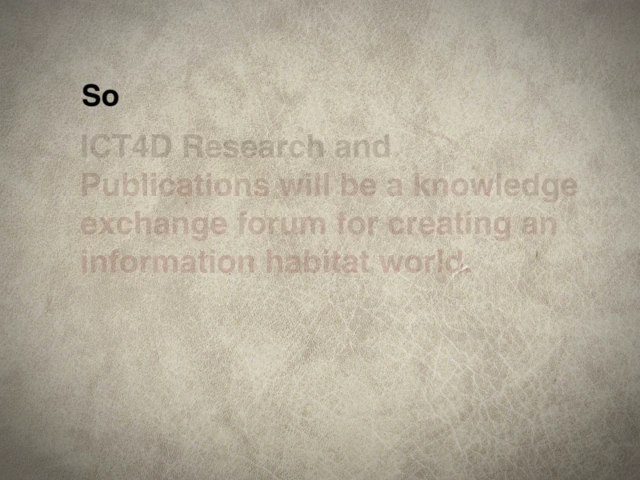 So
ICT4D Research and
Publications will be a knowledge
exchange forum for creating an
information habitat world.